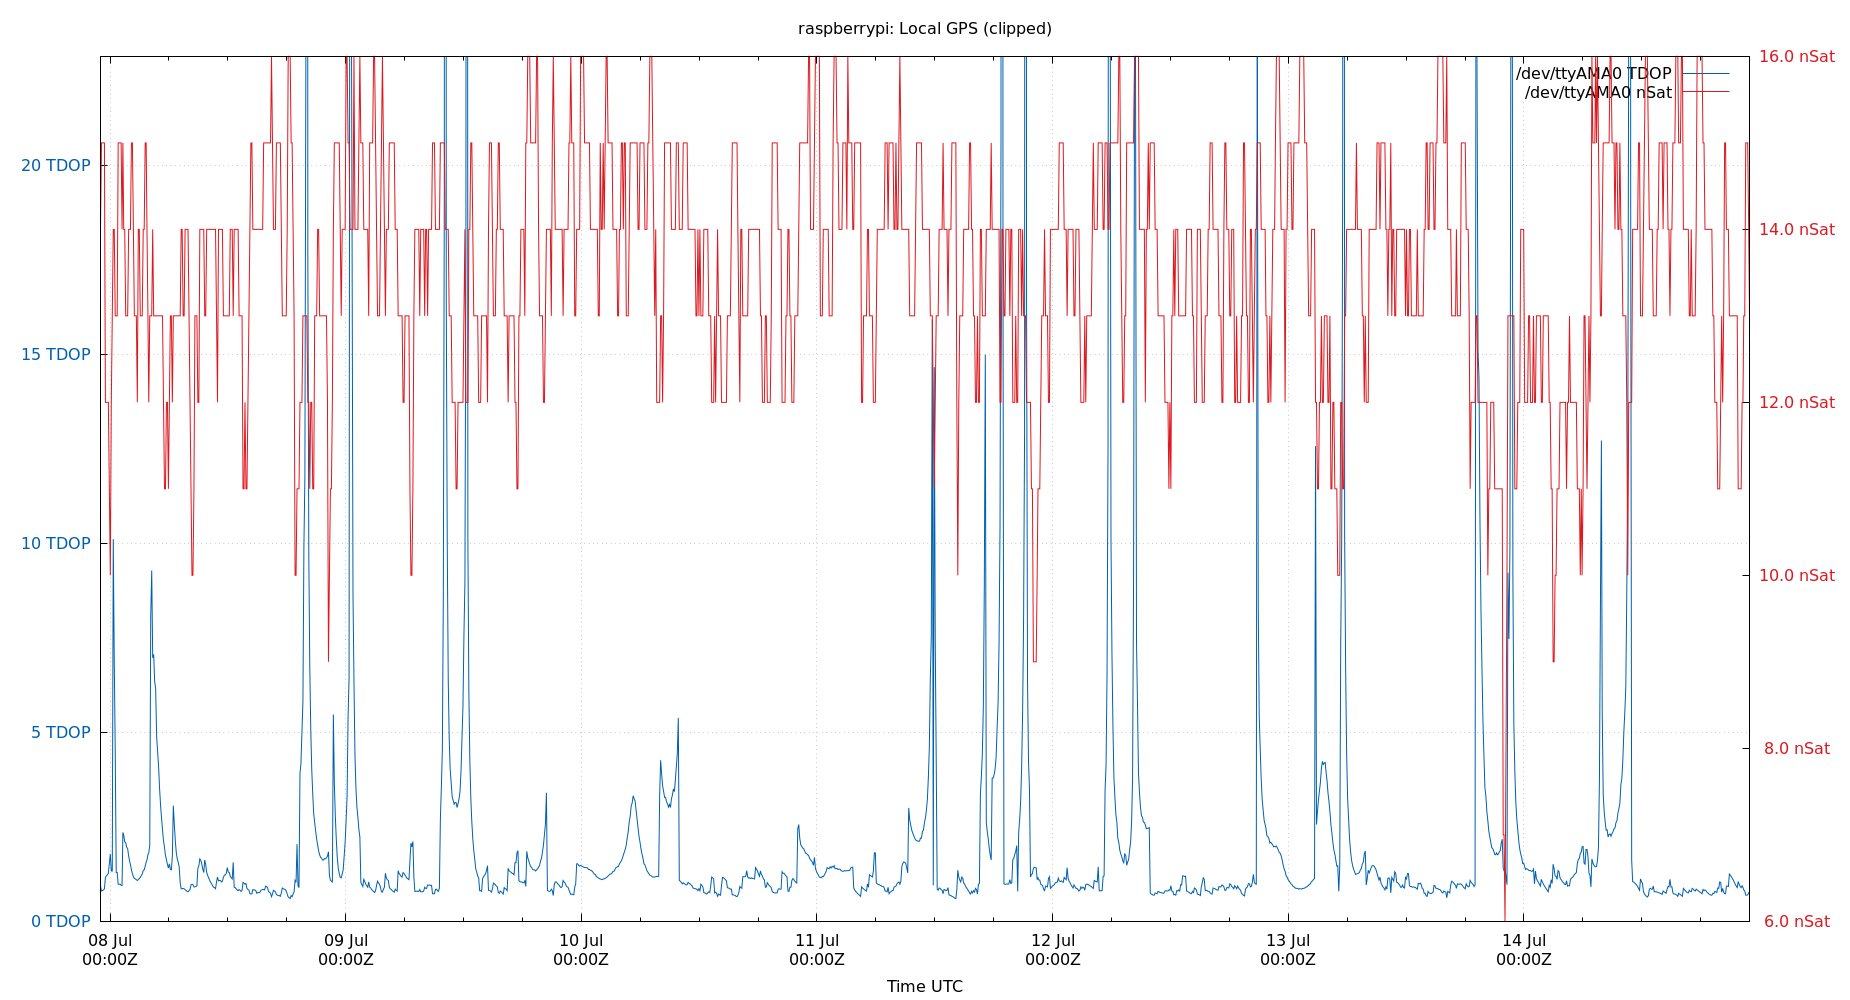 raspberrypi: Local GPS (clipped)
16.0 nSat
/dev/ttyAMA0 TDOP
/dev/ttyAMA0 nSat
20 TDOP
14.0 nSat
15 TDOP
12.0 nSat
10 TDOP
10.0 nSat
5 TDOP
8.0 nSat
0 TDOP
6.0 nSat
08 Jul 09 Jul 10 Jul 11 Jul 12 Jul 13 Jul 14 Jul
00:00Z 00:00Z 00:00Z 00:00Z 00:00Z 00:00Z 00:00Z
Time UTC